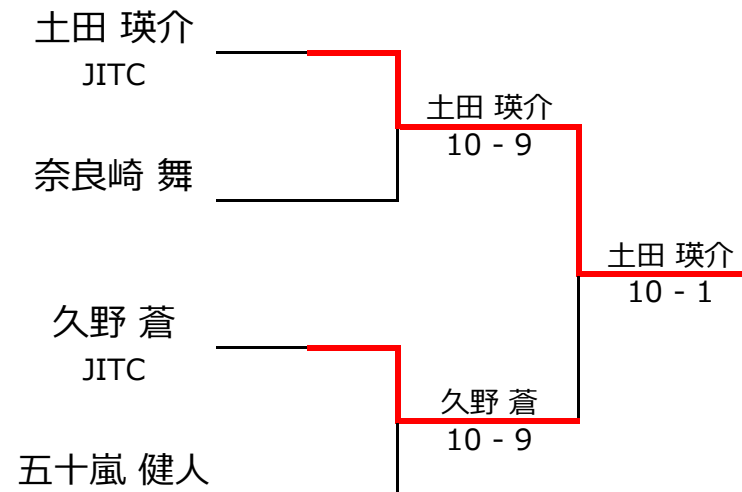 土田 瑛介
JITC
奈良崎 舞
久野 蒼
JITC
五十嵐 健人
土田 瑛介
10 - 9
久野 蒼
10 - 9
土田 瑛介
10 - 1